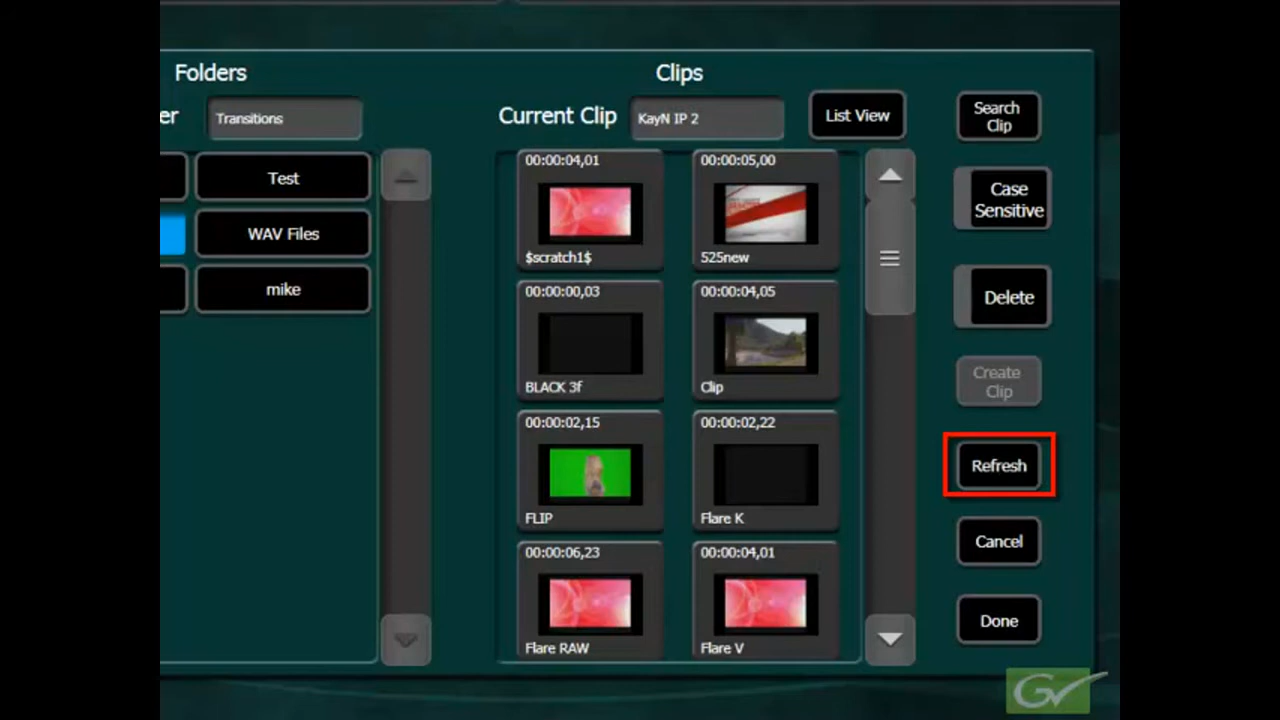 Folders
Clips
er
Transitions
Current Clip
KayN IP 2
List View
Search
Clip
Test
WAV Files
mike
00:00:04,01
$scratch1$
00:00:05,00
525new
00:00:00,03
BLACK 3f
00:00:04,05
Clip
00:00:02,15
FLIP
00:00:02,22
Flare K
00:00:06,23
Flare RAW
00:00:04,01
Flare V
Case
Sensitive
Delete
Create
Clip
Refresh
Cancel
Done
GV